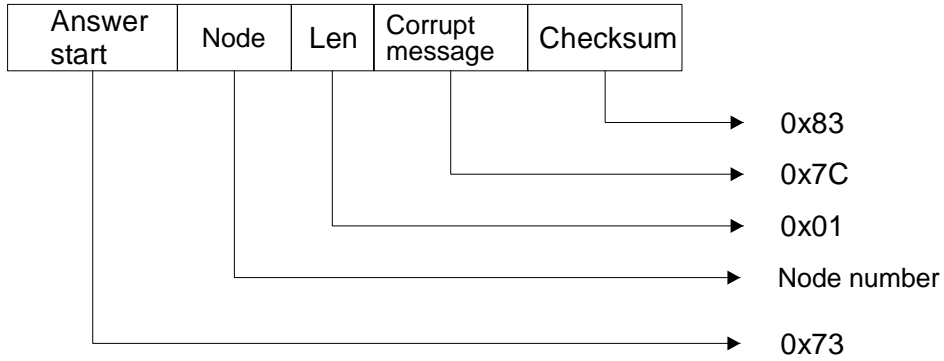 Answer
start
Node
Len
Corrupt
message
Checksum
0x83
0x7C
0x01
Node number
0x73